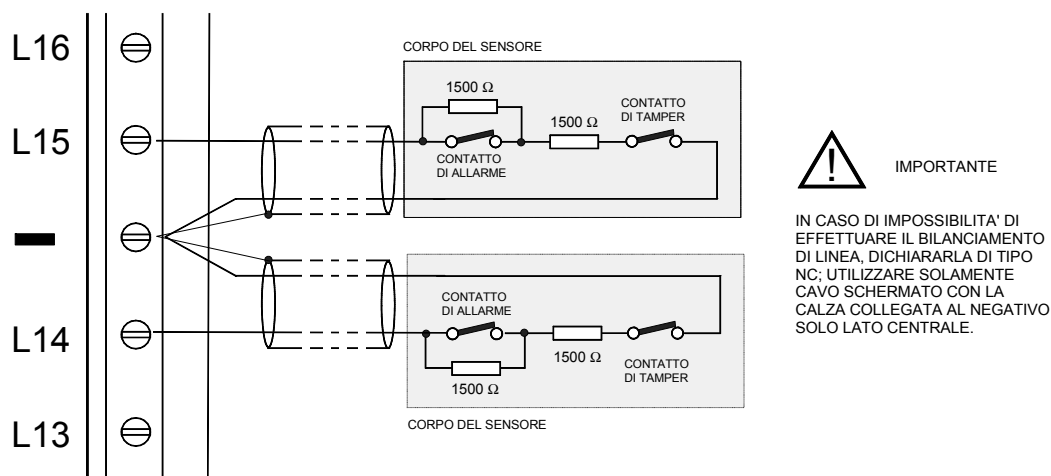 L16
L15
L14
L13
CORPO DEL SENSORE
1500 Ω
CONTATTO
DI ALLARME
1500 Ω
CONTATTO
DI TAMPER
CONTATTO
DI ALLARME
1500 Ω
1500 Ω
CONTATTO
DI TAMPER
CORPO DEL SENSORE
!
IMPORTANTE
IN CASO DI IMPOSSIBILITA' DI
EFFETTUARE IL BILANCIAMENTO
DI LINEA, DICHIARARLA DI TIPO
NC; UTILIZZARE SOLAMENTE
CAVO SCHERMATO CON LA
CALZA COLLEGATA AL NEGATIVO
SOLO LATO CENTRALE.